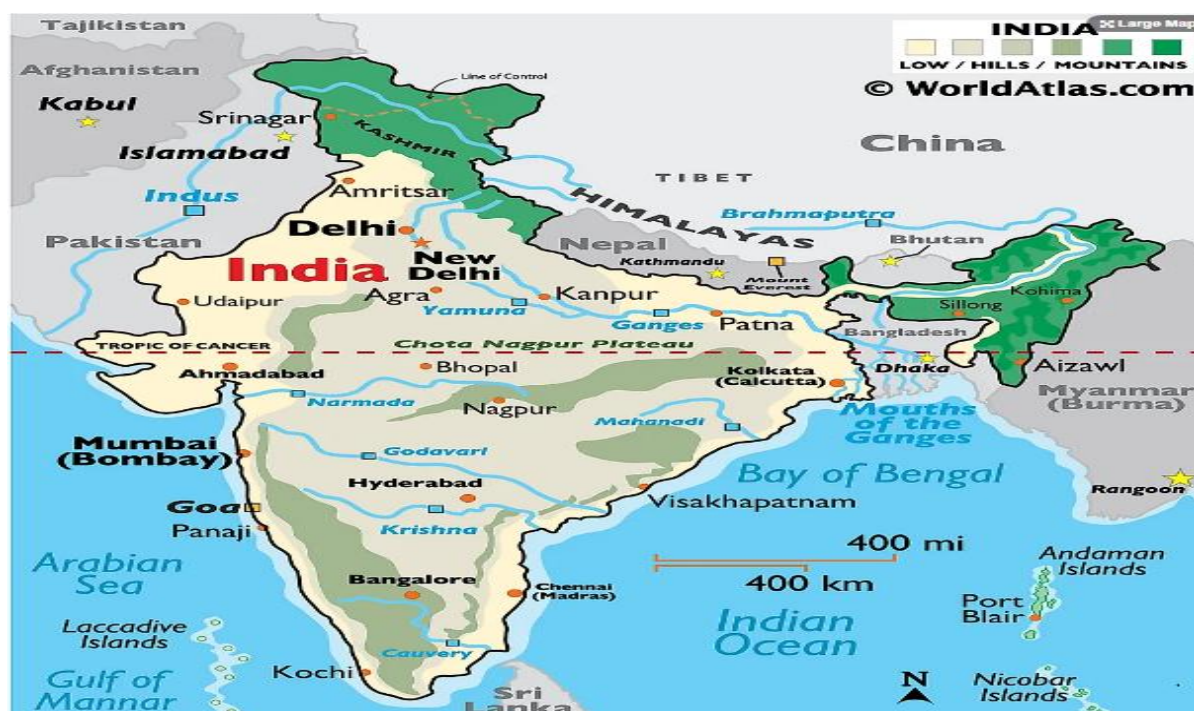 Tajikistan
INDIA
Large Map
LOW / HILLS / MOUNTAINS
© WorldAtlas.com
Afghanistan
Line of Control
Kabul
Srinagar
KASHMIR
Islamabad
China
TIBET
Amritsar
Indus
HIMALAYAS
Brahmaputra
Delhi
Pakistan
Nepal
Bhutan
India
New
Delhi
Kathmandu
Mount
Everest
Kohima
Udaipur
Agra
Kanpur
Sillong
Yamuna
Ganges
Patna
Bangladesh
TROPIC OF CANCER
Chota Nagpur Plateau
Ahmadabad
Bhopal
Kolkata
(Calcutta)
Dhaka
Aizawl
Narmada
Nagpur
Myanmar
(Burma)
Mahanadi
Mouths
of the
Ganges
Mumbai
(Bombay)
Godavari
Bay of Bengal
Hyderabad
Rangoon
Visakhapatnam
Goa
Krishna
Panaji
400 mi
400 km
Arabian
Sea
Andaman
Islands
Bangalore
Chennai
(Madras)
Port
Blair
Indian
Ocean
Laccadive
Islands
Cauvery
Kochi
Gulf of
Mannar
Sri
Lanka
N
Nicobar
Islands